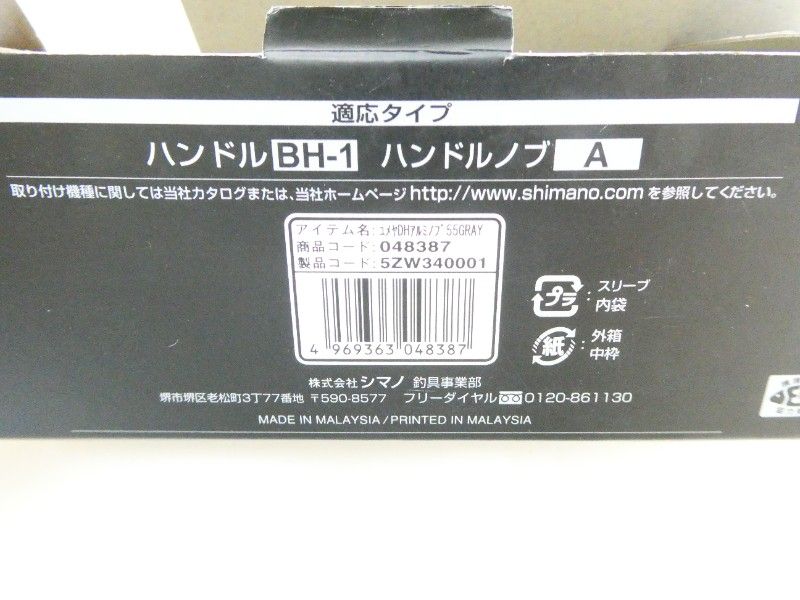 適応タイプ
ハンドル BH-1 ハンドルノブ A
取り付け機種に関しては当社カタログまたは、当社ホームページhttp://www.shimano.comを参照してください。
アイテム名:ﾕﾒﾔDHｱﾙﾐﾉﾌﾞ55GRAY
商品コード:048387
製品コード:5ZW340001
4 969363 048387
プラ : スリーブ
内袋
紙 : 外箱
中枠
株式会社シマノ 釣具事業部
堺市堺区老松町3丁77番地 〒590-8577 フリーダイヤル 0120-861130
MADE IN MALAYSIA/PRINTED IN MALAYSIA